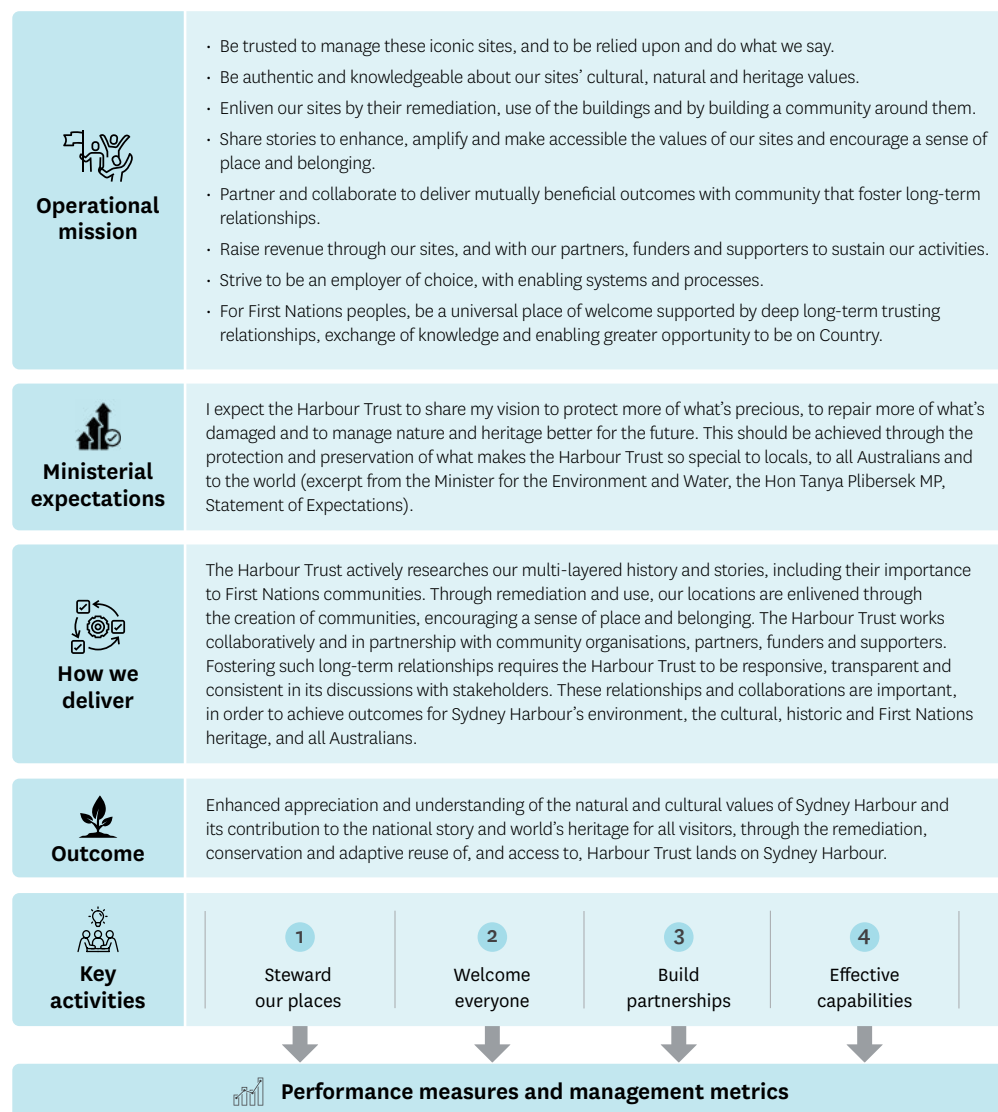 Operational
mission
· Be trusted to manage these iconic sites, and to be relied upon and do what we say.
· Be authentic and knowledgeable about our sites’ cultural, natural and heritage values.
· Enliven our sites by their remediation, use of the buildings and by building a community around them.
· Share stories to enhance, amplify and make accessible the values of our sites and encourage a sense of
place and belonging.
· Partner and collaborate to deliver mutually beneficial outcomes with community that foster long-term
relationships.
· Raise revenue through our sites, and with our partners, funders and supporters to sustain our activities.
· Strive to be an employer of choice, with enabling systems and processes.
· For First Nations peoples, be a universal place of welcome supported by deep long-term trusting
relationships, exchange of knowledge and enabling greater opportunity to be on Country.
Ministerial
expectations
I expect the Harbour Trust to share my vision to protect more of what’s precious, to repair more of what’s
damaged and to manage nature and heritage better for the future. This should be achieved through the
protection and preservation of what makes the Harbour Trust so special to locals, to all Australians and
to the world (excerpt from the Minister for the Environment and Water, the Hon Tanya Plibersek MP,
Statement of Expectations).
How we
deliver
The Harbour Trust actively researches our multi-layered history and stories, including their importance
to First Nations communities. Through remediation and use, our locations are enlivened through
the creation of communities, encouraging a sense of place and belonging. The Harbour Trust works
collaboratively and in partnership with community organisations, partners, funders and supporters.
Fostering such long-term relationships requires the Harbour Trust to be responsive, transparent and
consistent in its discussions with stakeholders. These relationships and collaborations are important,
in order to achieve outcomes for Sydney Harbour’s environment, the cultural, historic and First Nations
heritage, and all Australians.
Outcome
Enhanced appreciation and understanding of the natural and cultural values of Sydney Harbour and
its contribution to the national story and world’s heritage for all visitors, through the remediation,
conservation and adaptive reuse of, and access to, Harbour Trust lands on Sydney Harbour.
Key
activities
1
Steward
our places
2
Welcome
everyone
3
Build
partnerships
4
Effective
capabilities
Performance measures and management metrics